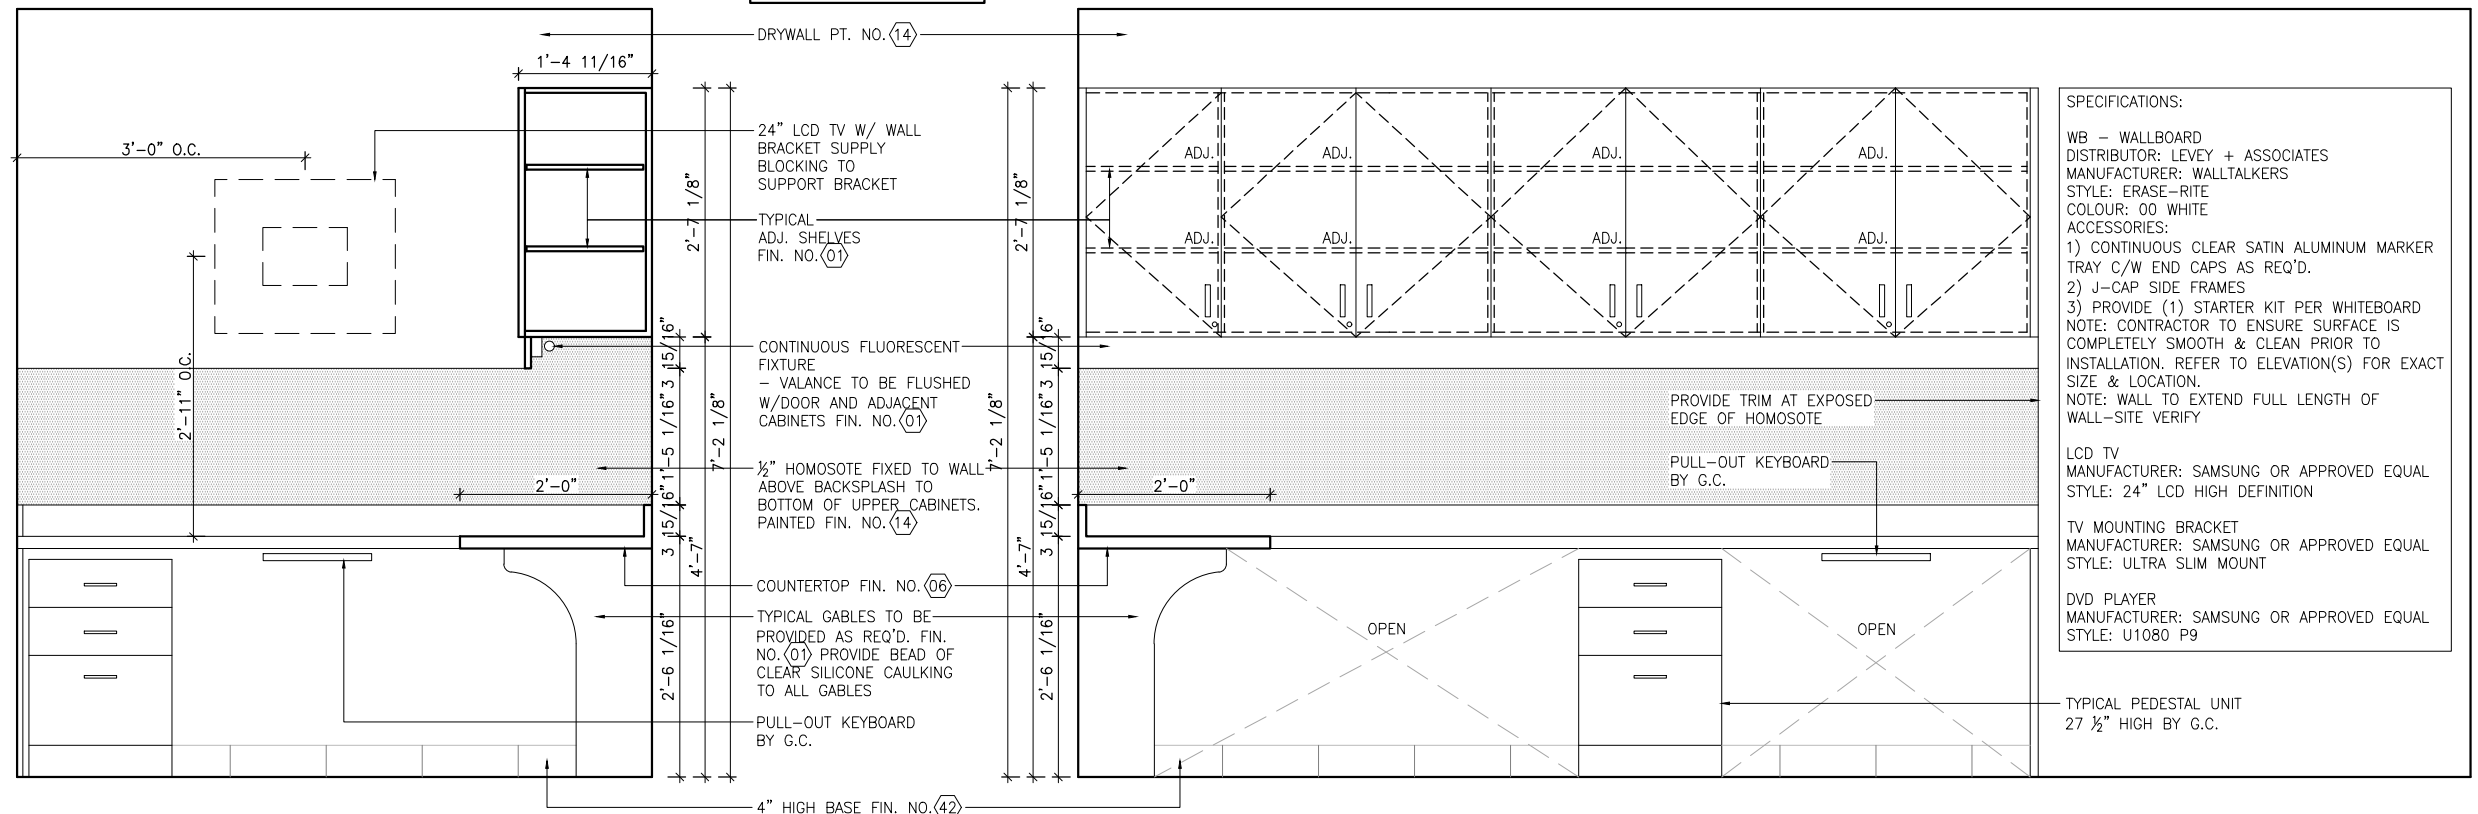 DRYWALL PT. NO. 14
1'-4 11/16"
3'-0" O.C.
24" LCD TV W/ WALL
BRACKET SUPPLY
BLOCKING TO
SUPPORT BRACKET
TYPICAL
ADJ. SHELVES
FIN. NO. 01
2'-7 1/8"
2'-7 1/8"
2'-11" O.C.
CONTINUOUS FLUORESCENT
FIXTURE
- VALANCE TO BE FLUSHED
W/DOOR AND ADJACENT
CABINETS FIN. NO. 01
½" HOMOSOTE FIXED TO WALL
ABOVE BACKSPLASH TO
BOTTOM OF UPPER CABINETS.
PAINTED FIN. NO. 14
2'-0"
3 15/16"
1'-5 1/16"
3 15/16"
2'-6 1/16"
4'-7"
7'-2 1/8"
7'-2 1/8"
4'-7"
3 15/16"
1'-5 1/16"
3 15/16"
2'-6 1/16"
COUNTERTOP FIN. NO. 06
TYPICAL GABLES TO BE
PROVIDED AS REQ'D. FIN.
NO. 01 PROVIDE BEAD OF
CLEAR SILICONE CAULKING
TO ALL GABLES
PULL-OUT KEYBOARD
BY G.C.
4" HIGH BASE FIN. NO. 42
ADJ.
ADJ.
ADJ.
ADJ.
ADJ.
ADJ.
ADJ.
ADJ.
PROVIDE TRIM AT EXPOSED
EDGE OF HOMOSOTE
PULL-OUT KEYBOARD
BY G.C.
2'-0"
OPEN
OPEN
SPECIFICATIONS:
WB - WALLBOARD
DISTRIBUTOR: LEVEY + ASSOCIATES
MANUFACTURER: WALLTALKERS
STYLE: ERASE-RITE
COLOUR: 00 WHITE
ACCESSORIES:
1) CONTINUOUS CLEAR SATIN ALUMINUM MARKER
TRAY C/W END CAPS AS REQ'D.
2) J-CAP SIDE FRAMES
3) PROVIDE (1) STARTER KIT PER WHITEBOARD
NOTE: CONTRACTOR TO ENSURE SURFACE IS
COMPLETELY SMOOTH & CLEAN PRIOR TO
INSTALLATION. REFER TO ELEVATION(S) FOR EXACT
SIZE & LOCATION.
NOTE: WALL TO EXTEND FULL LENGTH OF
WALL-SITE VERIFY
LCD TV
MANUFACTURER: SAMSUNG OR APPROVED EQUAL
STYLE: 24" LCD HIGH DEFINITION
TV MOUNTING BRACKET
MANUFACTURER: SAMSUNG OR APPROVED EQUAL
STYLE: ULTRA SLIM MOUNT
DVD PLAYER
MANUFACTURER: SAMSUNG OR APPROVED EQUAL
STYLE: U1080 P9
TYPICAL PEDESTAL UNIT
27 ½" HIGH BY G.C.